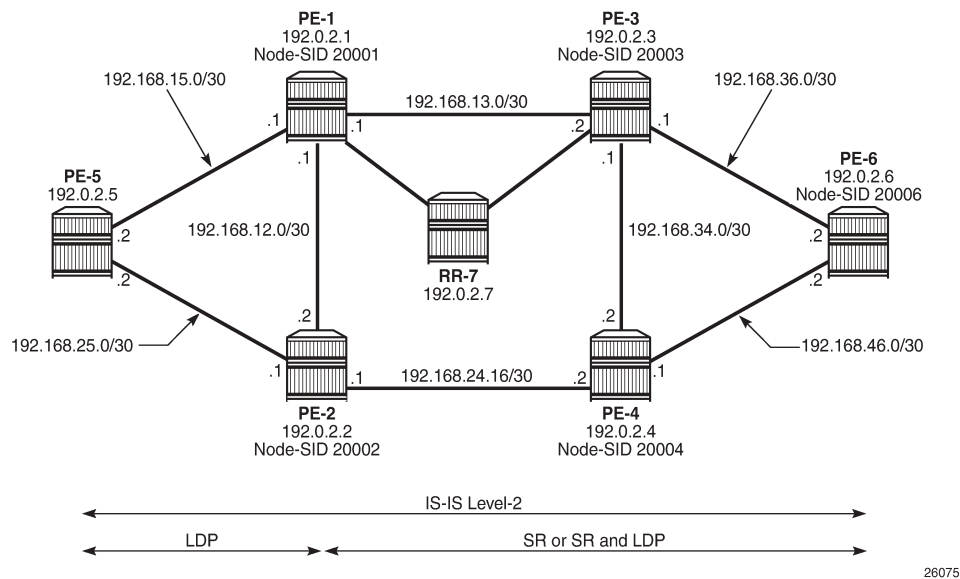 PE-1
192.0.2.1
Node-SID 20001
PE-3
192.0.2.3
Node-SID 20003
192.168.15.0/30
192.168.13.0/30
192.168.36.0/30
.1
.1
.2
.1
.1
.1
PE-5
192.0.2.5
PE-6
192.0.2.6
Node-SID 20006
192.168.12.0/30
192.168.34.0/30
.2
.2
RR-7
192.0.2.7
.2
.2
.2
.2
192.168.25.0/30
192.168.46.0/30
.1
.1
192.168.24.16/30
.2
.1
PE-2
192.0.2.2
Node-SID 20002
PE-4
192.0.2.4
Node-SID 20004
IS-IS Level-2
LDP
SR or SR and LDP
26075